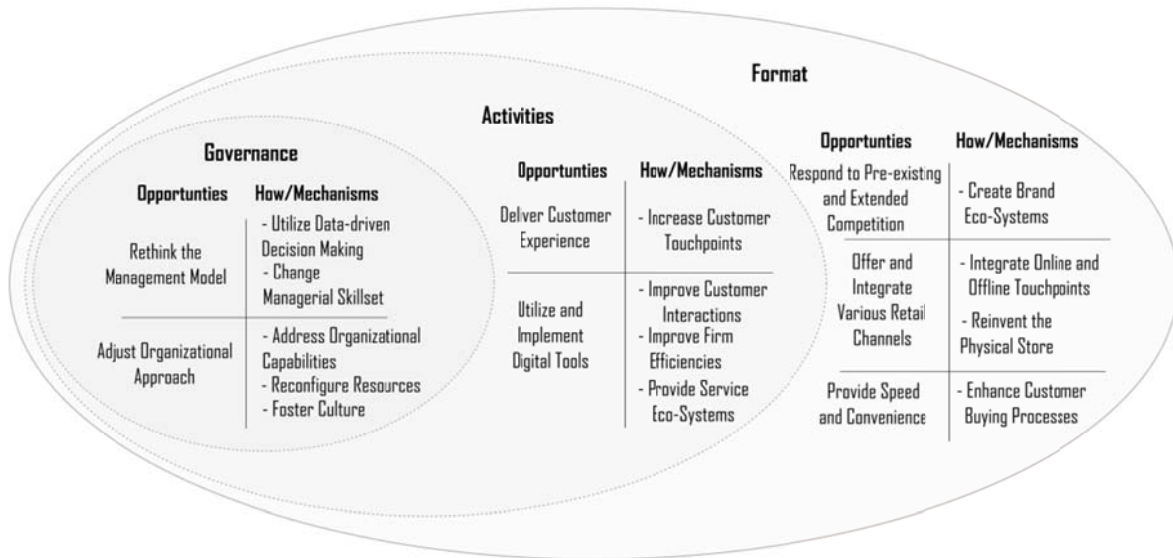 Format
Opportunties
How/Mechanisms
Respond to Pre-existing
and Extended
Competition
- Create Brand
Eco-Systems
Offer and
Integrate
Various Retail
Channels
- Integrate Online and
Offline Touchpoints
- Reinvent the
Physical Store
Provide Speed
and Convenience
- Enhance Customer
Buying Processes
Activities
Opportunties
How/Mechanisms
Deliver Customer
Experience
- Increase Customer
Touchpoints
Utilize and
Implement
Digital Tools
- Improve Customer
Interactions
- Improve Firm
Efficiencies
- Provide Service
Eco-Systems
Governance
Opportunties
How/Mechanisms
Rethink the
Management Model
- Utilize Data-driven
Decision Making
- Change
Managerial Skillset
Adjust Organizational
Approach
- Address Organizational
Capabilities
- Reconfigure Resources
- Foster Culture